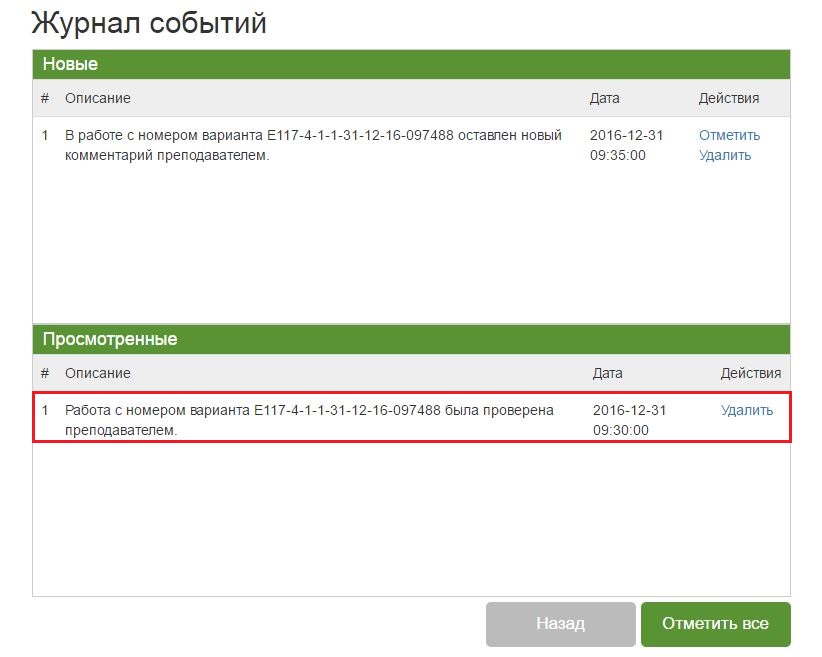 Журнал событий
Новые
# Описание Дата Действия
1 В работе с номером варианта E117-4-1-1-31-12-16-097488 оставлен новый 2016-12-31 Отметить
комментарий преподавателем. 09:35:00 Удалить
Просмотренные
# Описание Дата Действия
1 Работа с номером варианта E117-4-1-1-31-12-16-097488 была проверена 2016-12-31 Удалить
преподавателем. 09:30:00
Назад Отметить все